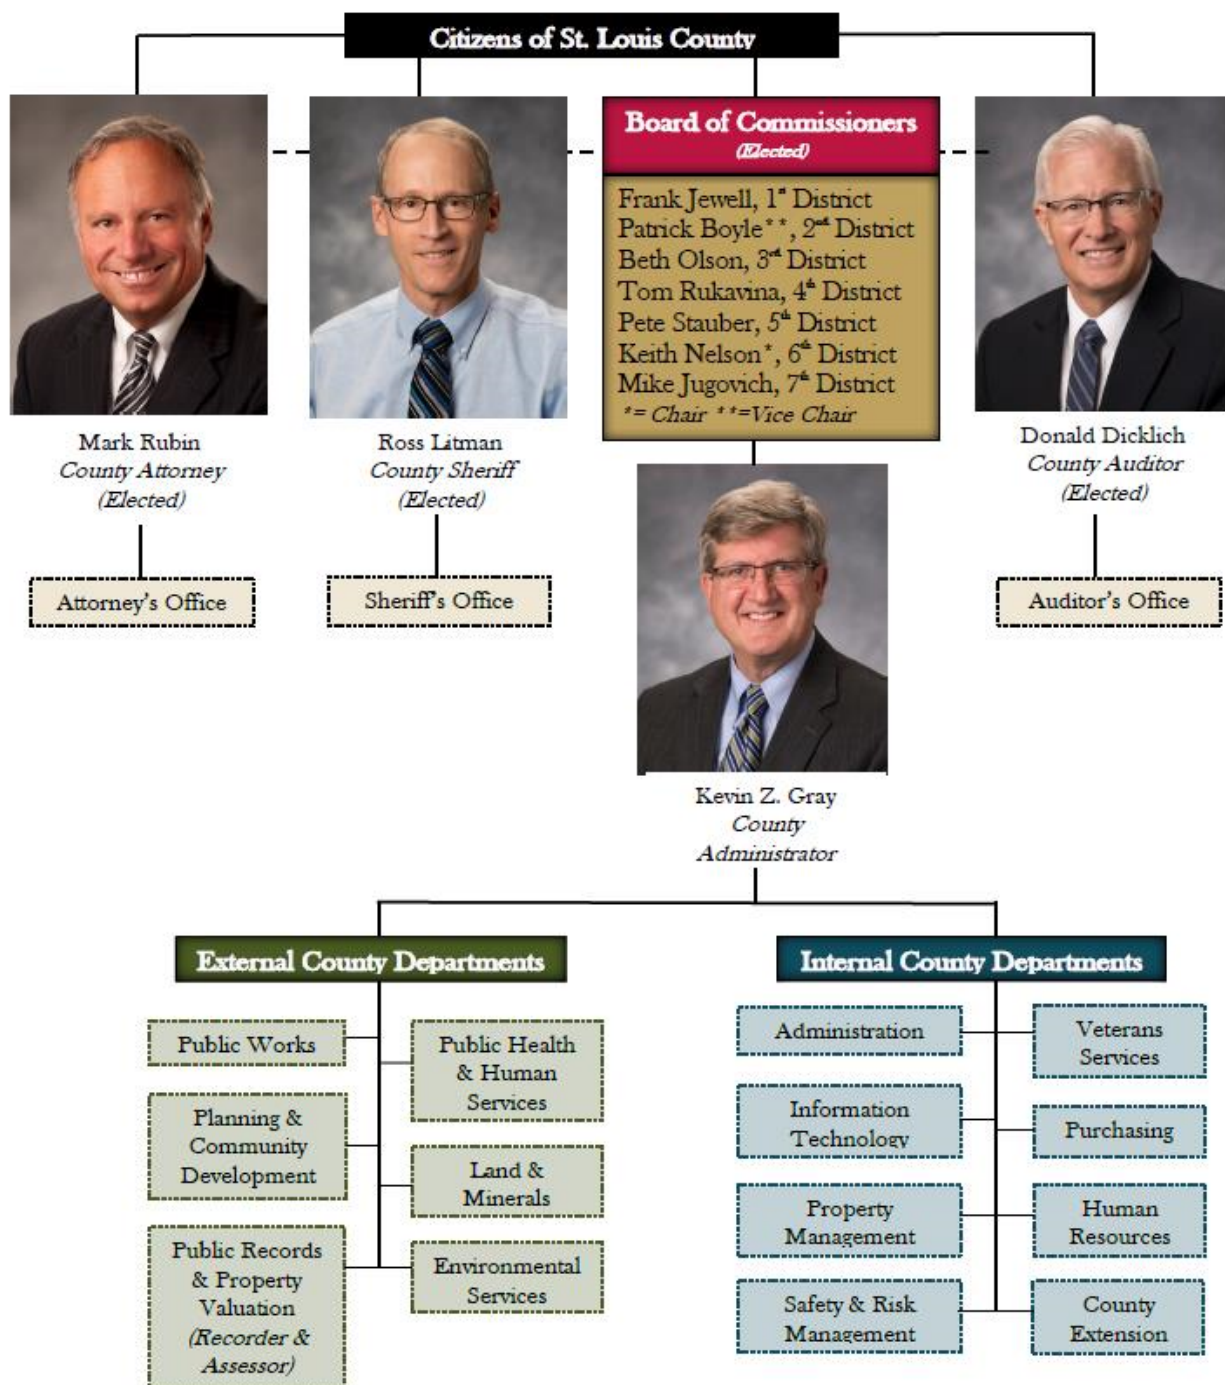 Citizens of St. Louis County
Board of Commissioners
(Elected)
Frank Jewell, 1st District
Patrick Boyle**, 2nd District
Beth Olson, 3rd District
Tom Rukavina, 4th District
Pete Stauber, 5th District
Keith Nelson*, 6th District
Mike Jugovich, 7th District
*= Chair **=Vice Chair
Mark Rubin
County Attorney
(Elected)
Ross Litman
County Sheriff
(Elected)
Donald Dicklich
County Auditor
(Elected)
Attorney's Office
Sheriff's Office
Auditor's Office
Kevin Z. Gray
County
Administrator
External County Departments
Public Works
Public Health
& Human
Services
Planning &
Community
Development
Land &
Minerals
Public Records
& Property
Valuation
(Recorder &
Assessor)
Environmental
Services
Internal County Departments
Administration
Veterans
Services
Information
Technology
Purchasing
Property
Management
Human
Resources
Safety & Risk
Management
County
Extension